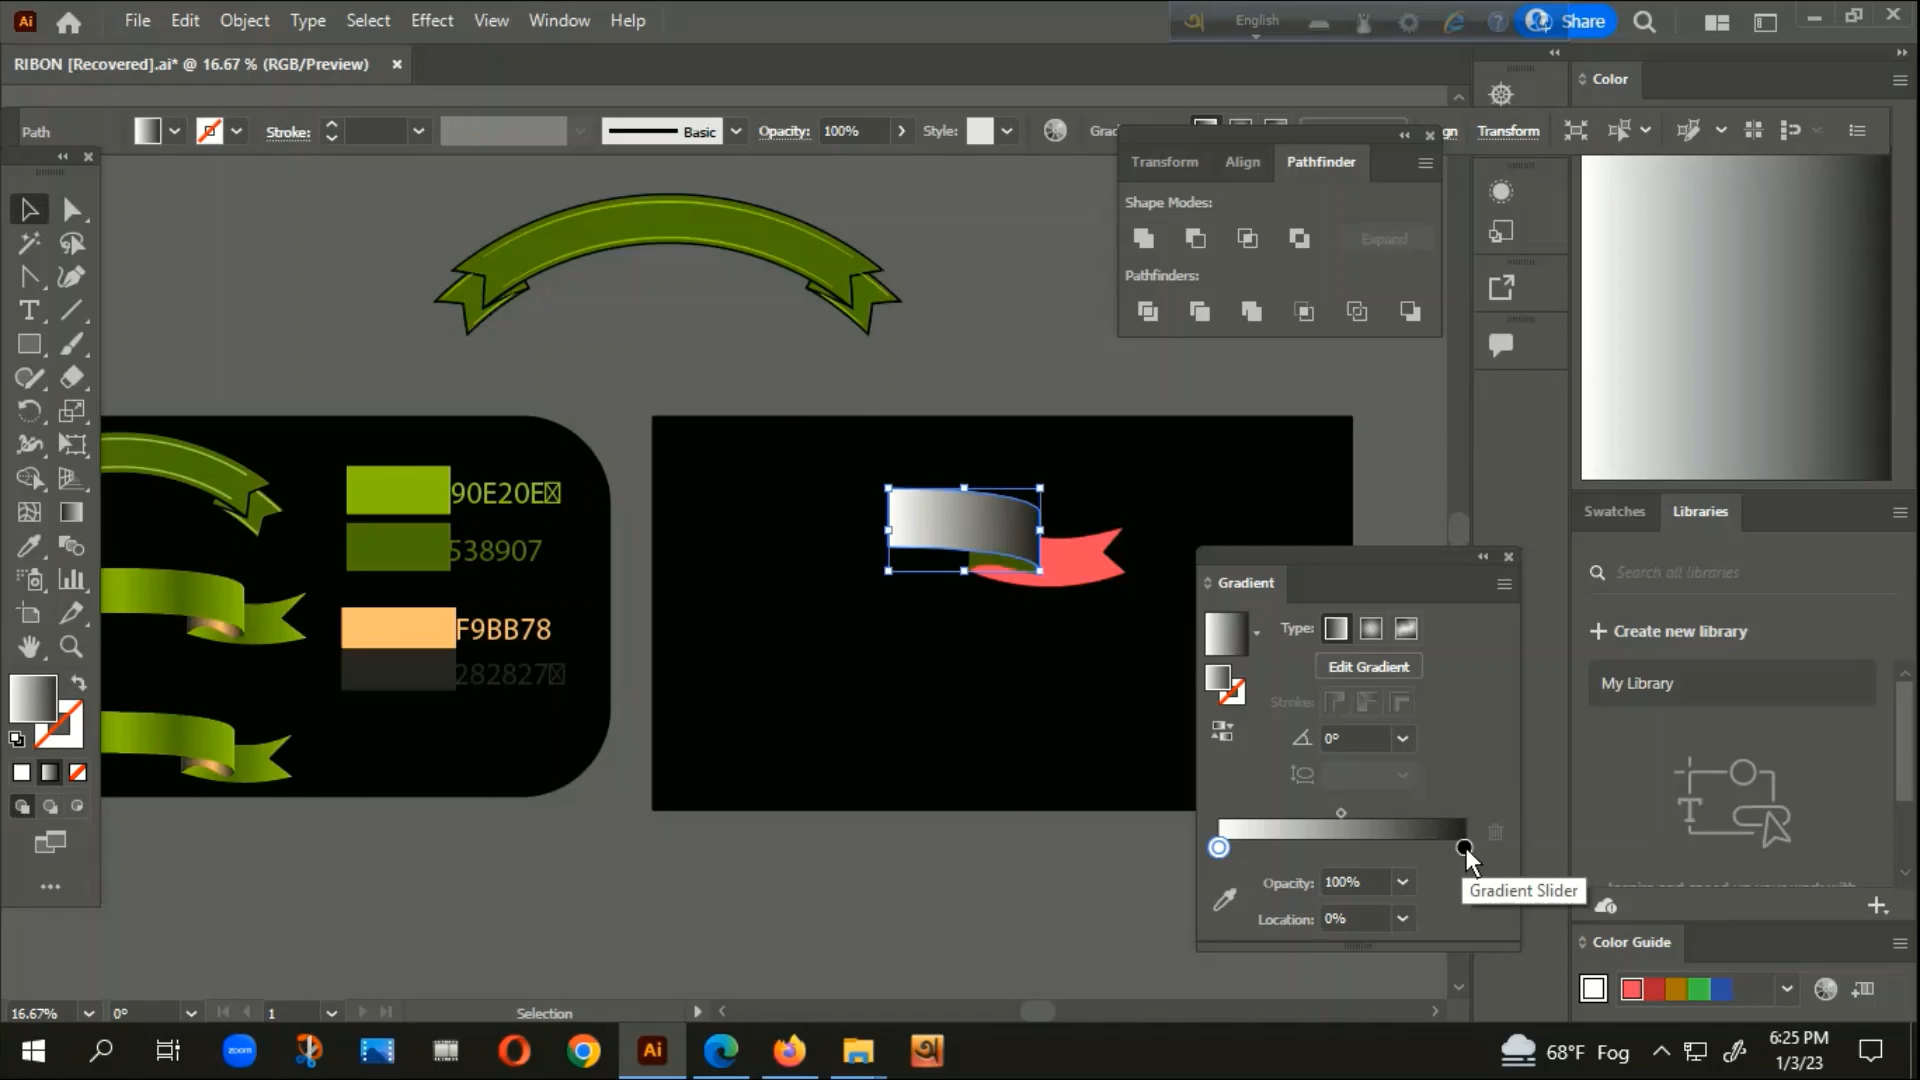 Ai File Edit Object Type Select Effect View Window Help English Share
RIBON [Recovered].ai* @ 16.67 % (RGB/Preview) ×
Color
Path Stroke: Basic Opacity: 100% Style: Transform
Transform Align Pathfinder
Shape Modes:
Expand
Pathfinders:
90E20E
538907
F9BB78
282827
Swatches Libraries
Search all libraries
Gradient
Type:
Edit Gradient
Stroke:
0°
Create new library
My Library
Opacity: 100%
Gradient Slider
Location: 0%
Color Guide
16.67% 0° 1 Selection
zoom Ai 68°F Fog 6:25 PM
1/3/23